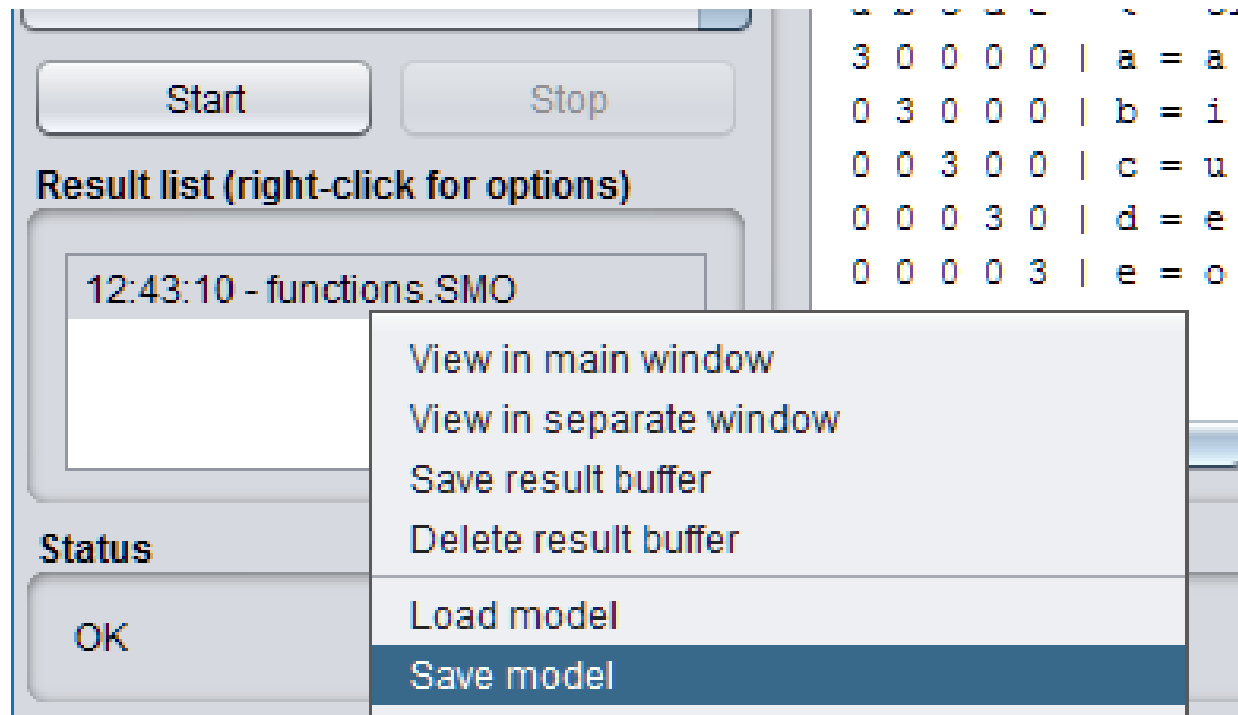 3 0 0 0 0 | a = a
0 3 0 0 0 | b = i
0 0 3 0 0 | c = u
0 0 0 3 0 | d = e
0 0 0 0 3 | e = o
Start
Stop
Result list (right-click for options)
12:43:10 - functions.SMO
View in main window
View in separate window
Save result buffer
Delete result buffer
Load model
Save model
Status
OK